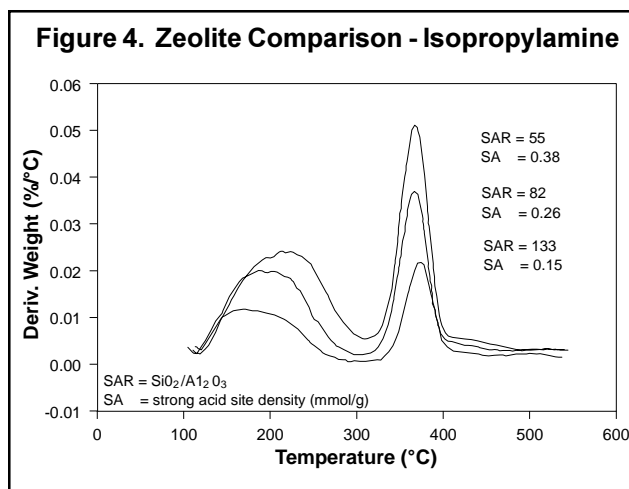 Figure 4. Zeolite Comparison - Isopropylamine
0.06
0.05
0.04
0.03
0.02
0.01
0.00
-0.01
Deriv. Weight (%/°C)
SAR = 55
SA = 0.38
SAR = 82
SA = 0.26
SAR = 133
SA = 0.15
SAR = SiO2/A12 O3
SA = strong acid site density (mmol/g)
0 100 200 300 400 500 600
Temperature (°C)